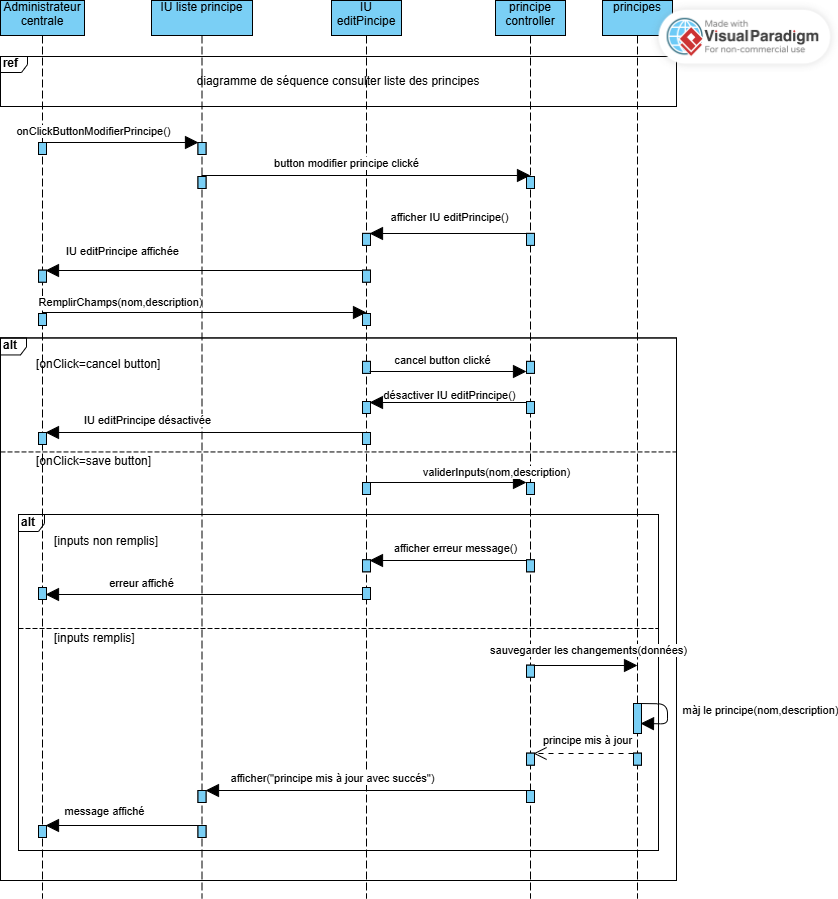 Administrateur
centrale
IU liste principe
IU
editPincipe
principe
controller
principes
Made with
VisualParadigm
For non-commercial use
ref
diagramme de séquence consulter liste des principes
onClickButtonModifierPrincipe()
button modifier principe clické
afficher IU editPrincipe()
IU editPrincipe affichée
RemplirChamps(nom,description)
alt
[onClick=cancel button]
cancel button clické
désactiver IU editPrincipe()
IU editPrincipe désactivée
[onClick=save button]
validerInputs(nom,description)
alt
[inputs non remplis]
afficher erreur message()
erreur affiché
[inputs remplis]
sauvegarder les changements(données)
màj le principe(nom,description)
principe mis à jour
afficher("principe mis à jour avec succés")
message affiché